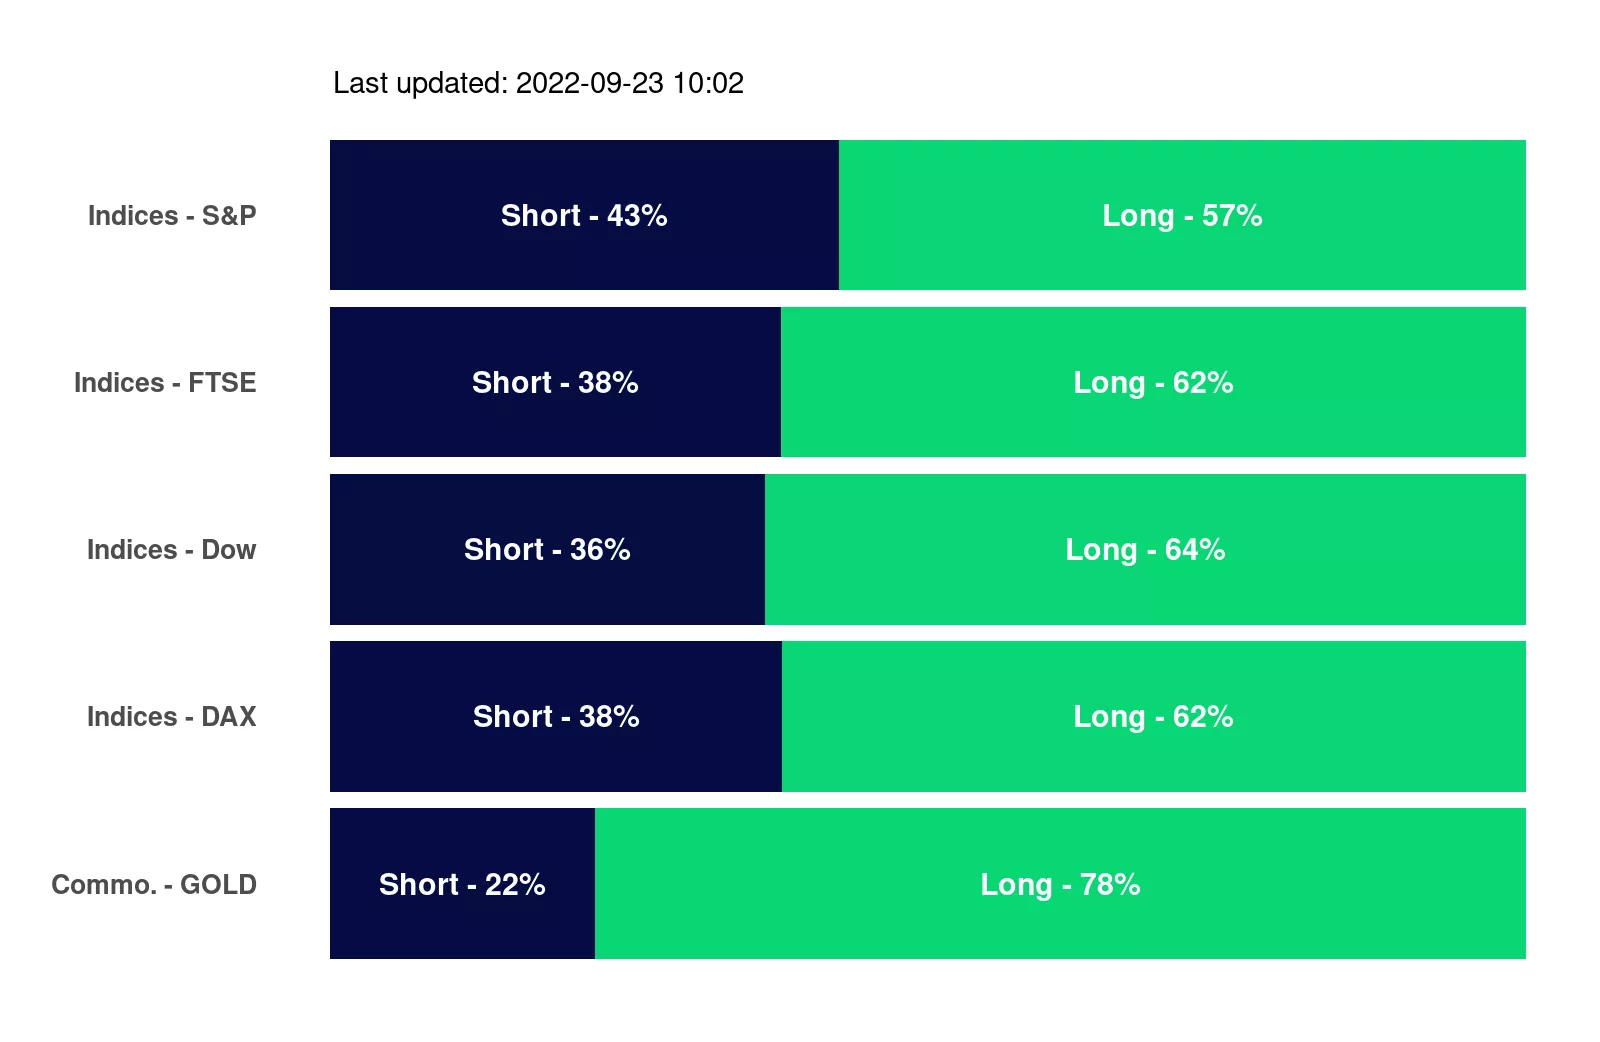 Last updated: 2022-09-23 10:02
Indices - S&P Short - 43% Long - 57%
Indices - FTSE Short - 38% Long - 62%
Indices - Dow Short - 36% Long - 64%
Indices - DAX Short - 38% Long - 62%
Commo. - GOLD Short - 22% Long - 78%